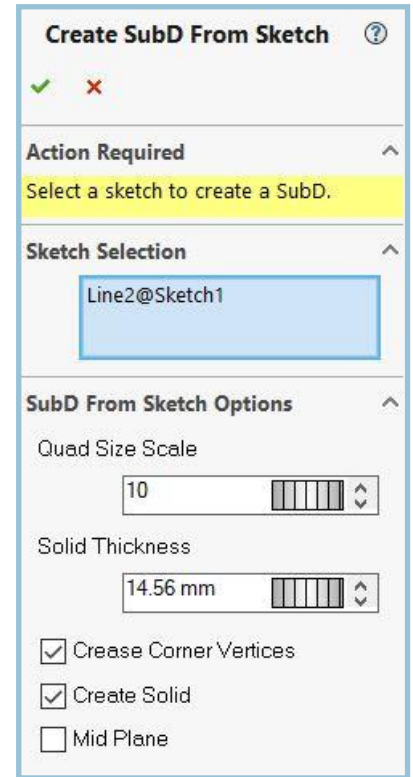 Create SubD From Sketch ?
Action Required
Select a sketch to create a SubD.
Sketch Selection
Line2@Sketch1
SubD From Sketch Options
Quad Size Scale
10
Solid Thickness
14.56 mm
Crease Corner Vertices
Create Solid
Mid Plane